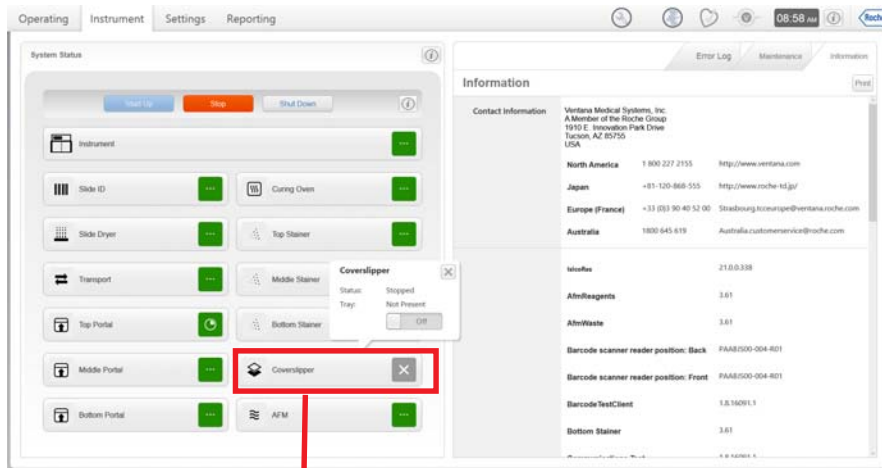 Operating Instrument Settings Reporting
08:58 AM
Roche
System Status
Error Log Maintenance Information
Information
Print
Start Up Stop Shut Down
Instrument
Slide ID
Curing Oven
Slide Dryer
Top Stainer
Transport
Middle Stainer
Top Portal
Bottom Stainer
Middle Portal
Coverslipper
Bottom Portal
AFM
Coverslipper
Status: Stopped
Tray: Not Present
Off
Contact Information
Ventana Medical Systems, Inc.
A Member of the Roche Group
1910 E. Innovation Park Drive
Tucson, AZ 85755
USA
North America 1 800 227 2155 http://www.ventana.com
Japan +81-120-868-555 http://www.roche-td.jp/
Europe (France) +33 (0)3 90 40 52 00 Strasbourg.tcceurope@ventana.roche.com
Australia 1800 645 619 Australia.customerservice@roche.com
21.0.0.338
AfmReagents 3.61
AfmWaste 3.61
Barcode scanner reader position: Back
Barcode scanner reader position: Front
BarcodeTestClient 1.8.16091.1
Bottom Stainer 3.61